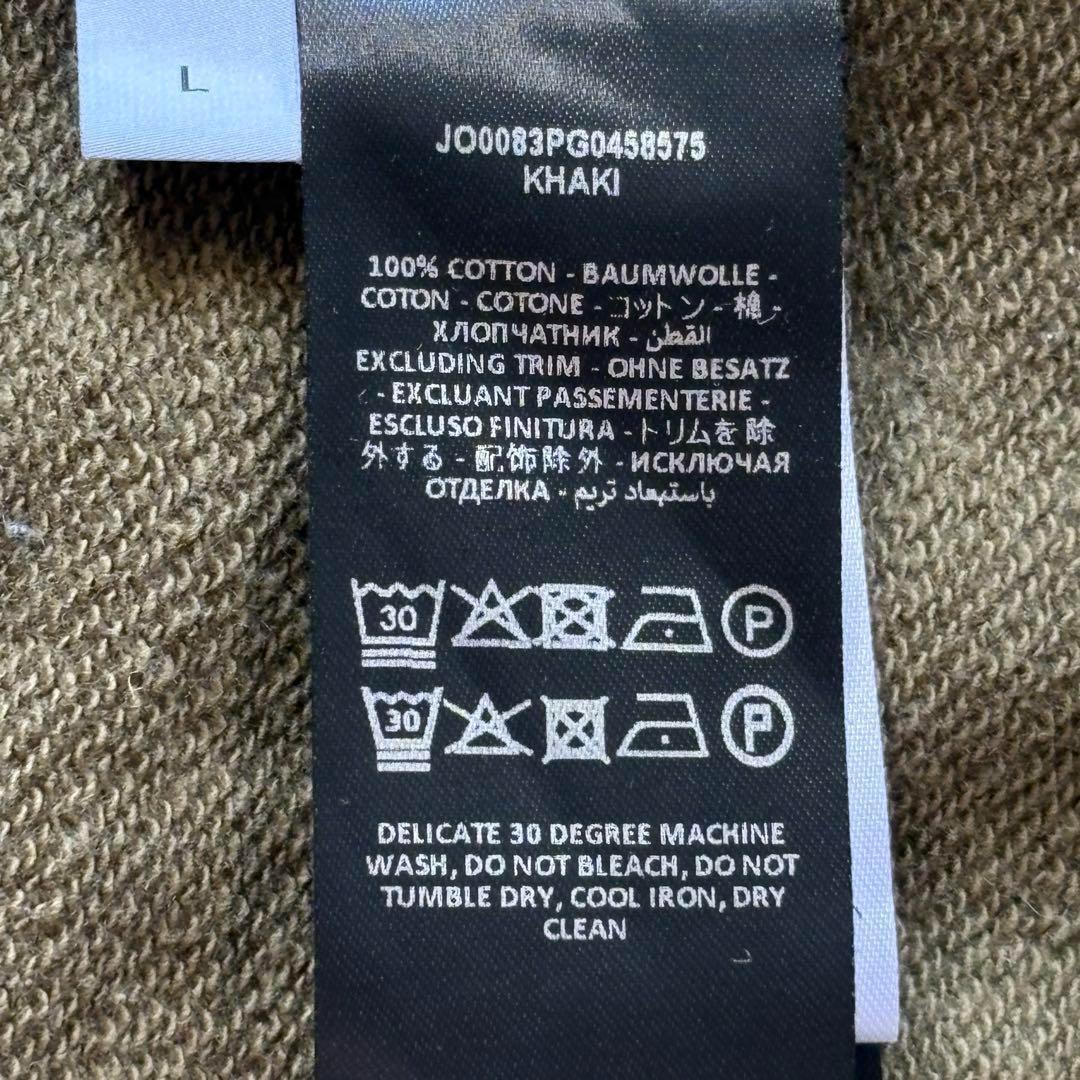 L
JO0083PG0458575
KHAKI
100% COTTON - BAUMWOLLE -
COTON - COTONE - コットン - 棉 -
ХЛОПЧАТНИК - القطن
EXCLUDING TRIM - OHNE BESATZ
- EXCLUANT PASSEMENTERIE -
ESCLUSO FINITURA - トリムを除
外する - 配饰除外 - ИСКЛЮЧАЯ
ОТДЕЛКА - باستبعاد تريم
30 P
30 P
DELICATE 30 DEGREE MACHINE
WASH, DO NOT BLEACH, DO NOT
TUMBLE DRY, COOL IRON, DRY
CLEAN